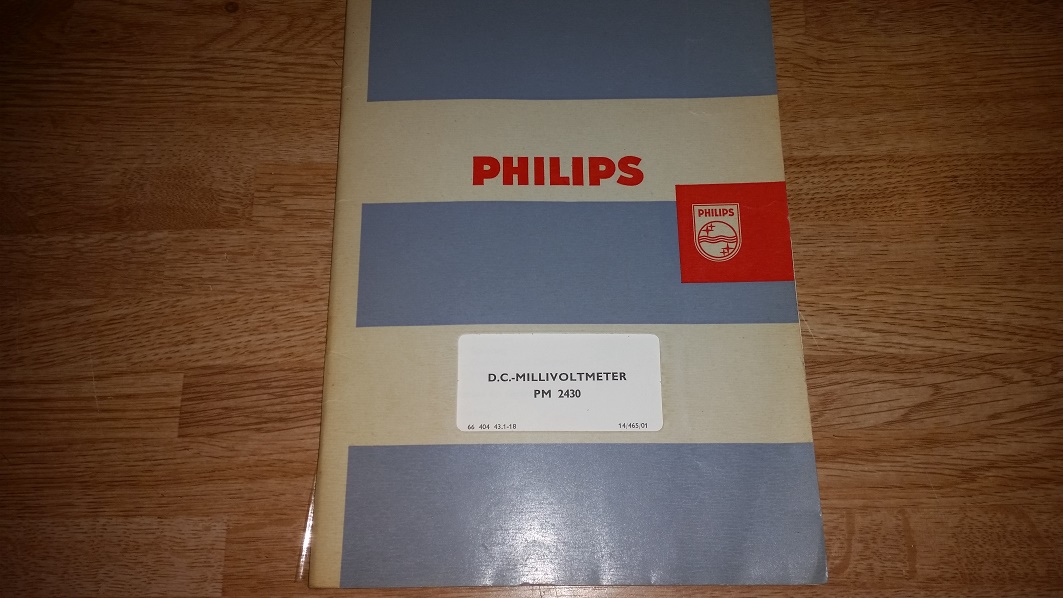 PHILIPS
PHILIPS
D.C.-MILLIVOLTMETER
PM 2430
66 404 43.1-18 14/465/01